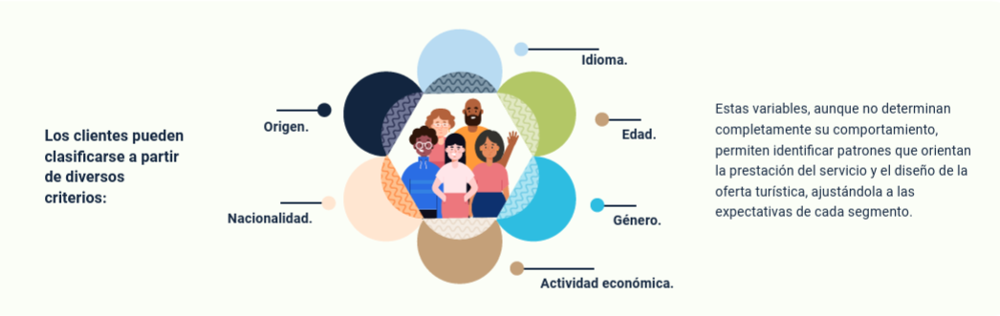 Los clientes pueden
clasificarse a partir
de diversos
criterios:
Origen.
Nacionalidad.
Idioma.
Edad.
Género.
Actividad económica.
Estas variables, aunque no determinan
completamente su comportamiento,
permiten identificar patrones que orientan
la prestación del servicio y el diseño de la
oferta turística, ajustándola a las
expectativas de cada segmento.